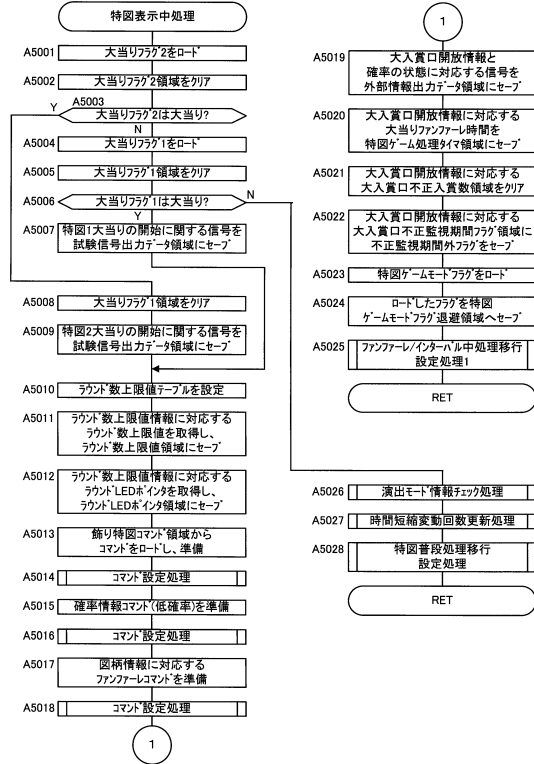 特図表示中処理
A5001 大当りﾌﾗｸﾞ2をﾛｰﾄﾞ
A5002 大当りﾌﾗｸﾞ2領域をｸﾘｱ
A5003
Y
大当りﾌﾗｸﾞ2は大当り?
N
A5004 大当りﾌﾗｸﾞ1をﾛｰﾄﾞ
A5005 大当りﾌﾗｸﾞ1領域をｸﾘｱ
A5006 大当りﾌﾗｸﾞ1は大当り?
N
Y
A5007 特図1大当りの開始に関する信号を
試験信号出力ﾃﾞｰﾀ領域にｾｰﾌﾞ
A5008 大当りﾌﾗｸﾞ1領域をｸﾘｱ
A5009 特図2大当りの開始に関する信号を
試験信号出力ﾃﾞｰﾀ領域にｾｰﾌﾞ
A5010 ﾗｳﾝﾄﾞ数上限値ﾃｰﾌﾞﾙを設定
A5011 ﾗｳﾝﾄﾞ数上限値情報に対応する
ﾗｳﾝﾄﾞ数上限値を取得し、
ﾗｳﾝﾄﾞ数上限値領域にｾｰﾌﾞ
A5012 ﾗｳﾝﾄﾞ数上限値情報に対応する
ﾗｳﾝﾄﾞLEDﾎﾟｲﾝﾀを取得し、
ﾗｳﾝﾄﾞLEDﾎﾟｲﾝﾀ領域にｾｰﾌﾞ
A5013 飾り特図ｺﾏﾝﾄﾞ領域から
ｺﾏﾝﾄﾞをﾛｰﾄﾞし、準備
A5014 ｺﾏﾝﾄﾞ設定処理
A5015 確率情報ｺﾏﾝﾄﾞ(低確率)を準備
A5016 ｺﾏﾝﾄﾞ設定処理
A5017 図柄情報に対応する
ﾌｧﾝﾌｧｰﾚｺﾏﾝﾄﾞを準備
A5018 ｺﾏﾝﾄﾞ設定処理
1
1
A5019 大入賞口開放情報と
確率の状態に対応する信号を
外部情報出力ﾃﾞｰﾀ領域にｾｰﾌﾞ
A5020 大入賞口開放情報に対応する
大当りﾌｧﾝﾌｧｰﾚ時間を
特図ｹﾞｰﾑ処理ﾀｲﾏ領域にｾｰﾌﾞ
A5021 大入賞口開放情報に対応する
大入賞口不正入賞数領域をｸﾘｱ
A5022 大入賞口開放情報に対応する
大入賞口不正監視期間ﾌﾗｸﾞ領域に
不正監視期間外ﾌﾗｸﾞをｾｰﾌﾞ
A5023 特図ｹﾞｰﾑﾓｰﾄﾞﾌﾗｸﾞをﾛｰﾄﾞ
A5024 ﾛｰﾄﾞしたﾌﾗｸﾞを特図
ｹﾞｰﾑﾓｰﾄﾞﾌﾗｸﾞ退避領域へｾｰﾌﾞ
A5025 ﾌｧﾝﾌｧｰﾚ/ｲﾝﾀｰﾊﾞﾙ中処理移行
設定処理1
RET
A5026 演出ﾓｰﾄﾞ情報ﾁｪｯｸ処理
A5027 時間短縮変動回数更新処理
A5028 特図普段処理移行
設定処理
RET